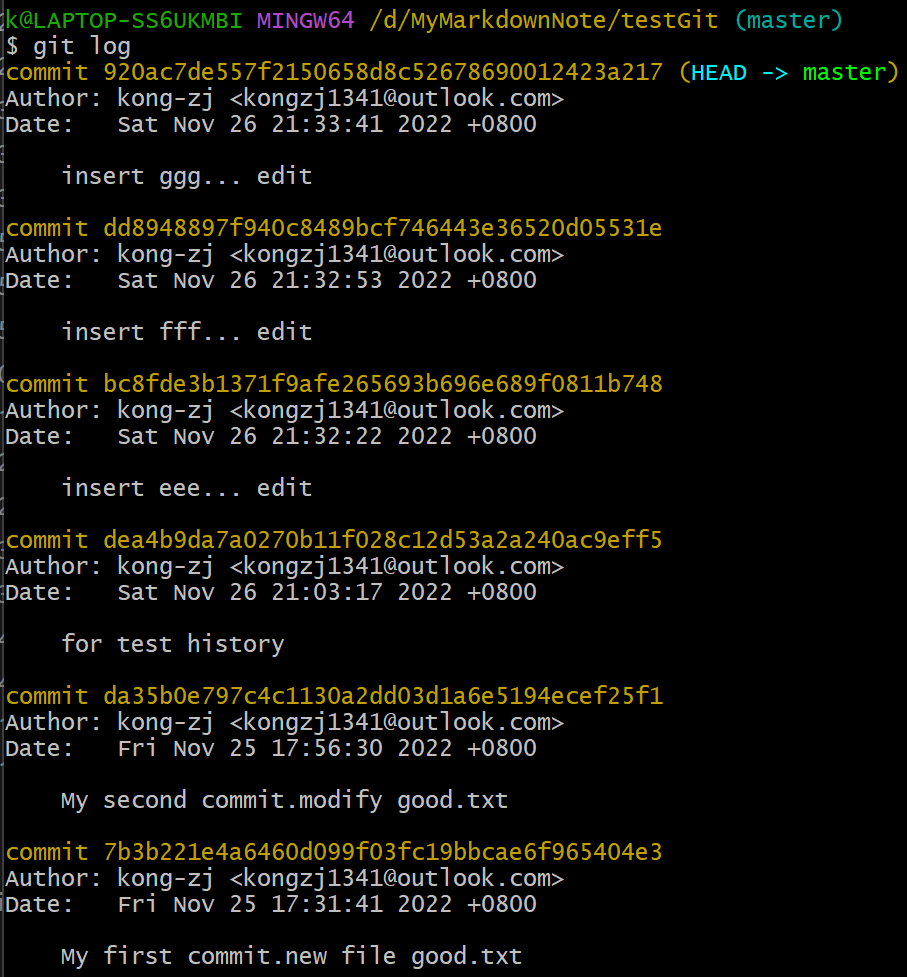 k@LAPTOP-SS6UKMBI MINGW64 /d/MyMarkdownNote/testGit (master)
$ git log
commit 920ac7de557f2150658d8c52678690012423a217 (HEAD -> master)
Author: kong-zj <kongzj1341@outlook.com>
Date:   Sat Nov 26 21:33:41 2022 +0800
    insert ggg... edit
commit dd8948897f940c8489bcf746443e36520d05531e
Author: kong-zj <kongzj1341@outlook.com>
Date:   Sat Nov 26 21:32:53 2022 +0800
    insert fff... edit
commit bc8fde3b1371f9afe265693b696e689f0811b748
Author: kong-zj <kongzj1341@outlook.com>
Date:   Sat Nov 26 21:32:22 2022 +0800
    insert eee... edit
commit dea4b9da7a0270b11f028c12d53a2a240ac9eff5
Author: kong-zj <kongzj1341@outlook.com>
Date:   Sat Nov 26 21:03:17 2022 +0800
    for test history
commit da35b0e797c4c1130a2dd03d1a6e5194ecef25f1
Author: kong-zj <kongzj1341@outlook.com>
Date:   Fri Nov 25 17:56:30 2022 +0800
    My second commit.modify good.txt
commit 7b3b221e4a6460d099f03fc19bbcae6f965404e3
Author: kong-zj <kongzj1341@outlook.com>
Date:   Fri Nov 25 17:31:41 2022 +0800
    My first commit.new file good.txt